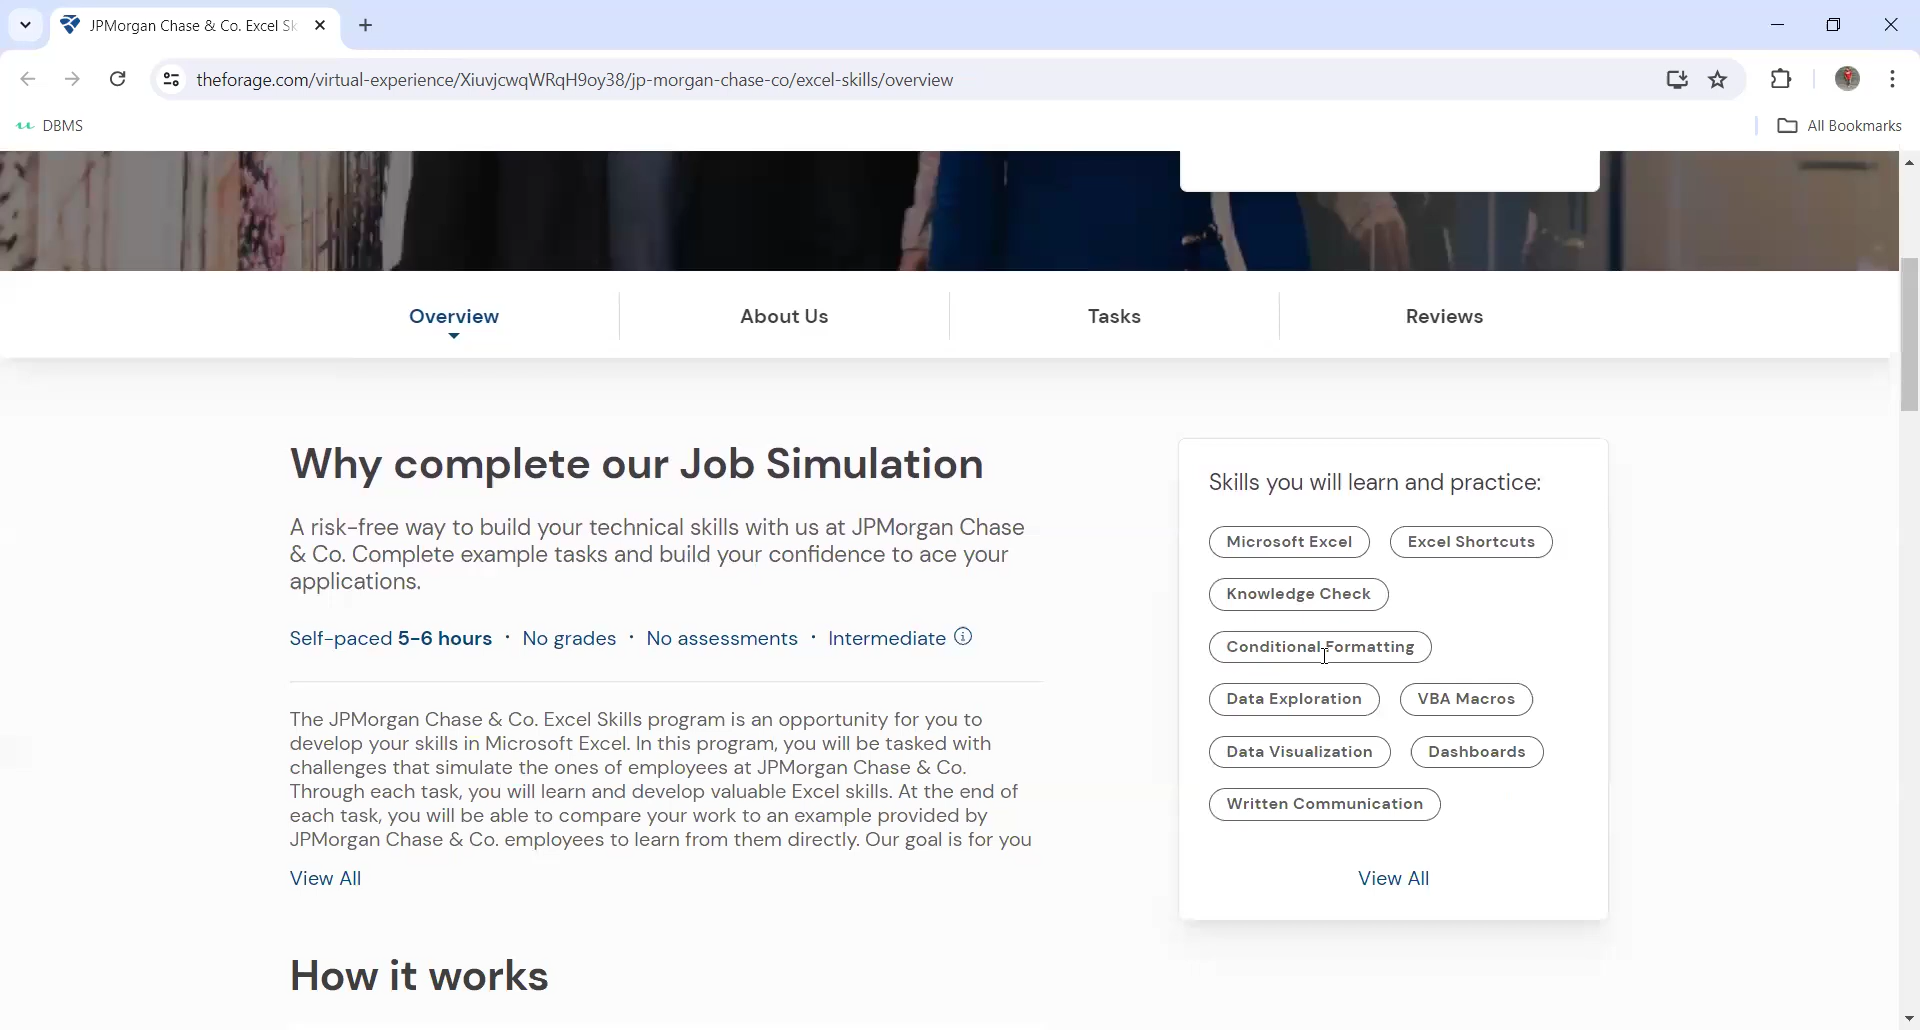 JPMorgan Chase & Co. Excel Sk
theforage.com/virtual-experience/XiuvjcwqWRqH9oy38/jp-morgan-chase-co/excel-skills/overview
DBMS
All Bookmarks
Overview
About Us
Tasks
Reviews
Why complete our Job Simulation
A risk-free way to build your technical skills with us at JPMorgan Chase
& Co. Complete example tasks and build your confidence to ace your
applications.
Self-paced 5-6 hours · No grades · No assessments · Intermediate
The JPMorgan Chase & Co. Excel Skills program is an opportunity for you to
develop your skills in Microsoft Excel. In this program, you will be tasked with
challenges that simulate the ones of employees at JPMorgan Chase & Co.
Through each task, you will learn and develop valuable Excel skills. At the end of
each task, you will be able to compare your work to an example provided by
JPMorgan Chase & Co. employees to learn from them directly. Our goal is for you
View All
Skills you will learn and practice:
Microsoft Excel
Excel Shortcuts
Knowledge Check
Conditional Formatting
Data Exploration
VBA Macros
Data Visualization
Dashboards
Written Communication
View All
How it works